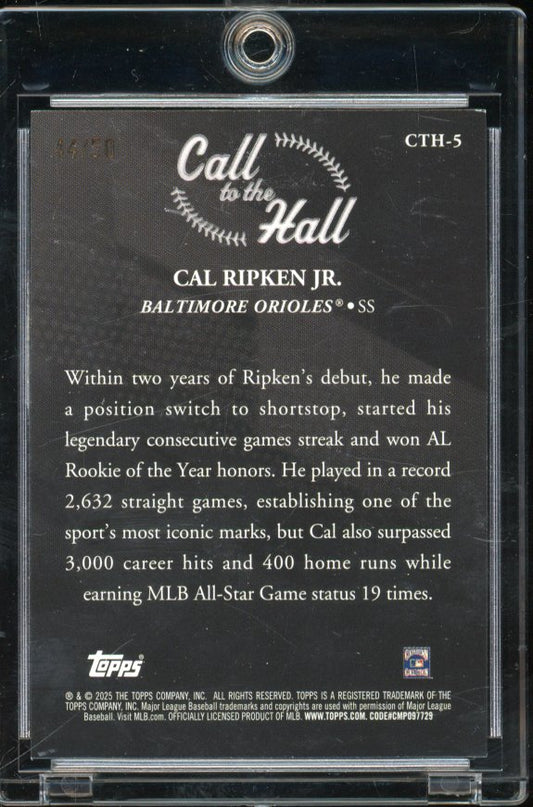 44/50
CTH-5
Call
to the
Hall
CAL RIPKEN JR.
BALTIMORE ORIOLES® • SS
Within two years of Ripken's debut, he made
a position switch to shortstop, started his
legendary consecutive games streak and won AL
Rookie of the Year honors. He played in a record
2,632 straight games, establishing one of the
sport's most iconic marks, but Cal also surpassed
3,000 career hits and 400 home runs while
earning MLB All-Star Game status 19 times.
Topps®
® & © 2025 THE TOPPS COMPANY, INC. ALL RIGHTS RESERVED. TOPPS IS A REGISTERED TRADEMARK OF THE
TOPPS COMPANY, INC. Major League Baseball trademarks and copyrights are used with permission of Major League
Baseball. Visit MLB.com. OFFICIALLY LICENSED PRODUCT OF MLB. WWW.TOPPS.COM. CODE#CMP097729